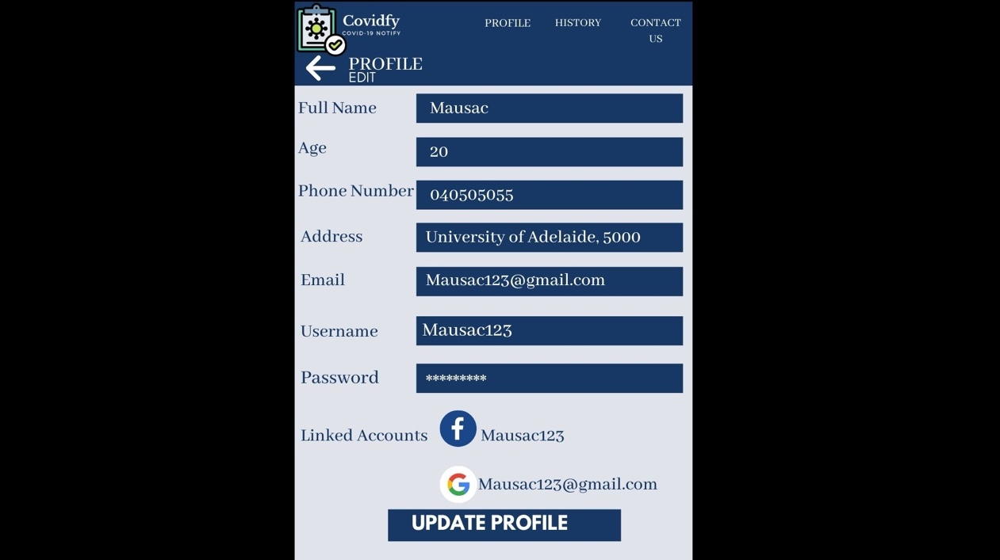 Covidfy
COVID-19 NOTIFY
PROFILE
HISTORY
CONTACT
US
PROFILE
EDIT
Full Name
Mausac
Age
20
Phone Number
040505055
Address
University of Adelaide, 5000
Email
Mausac123@gmail.com
Username
Mausac123
Password
*********
Linked Accounts
f
Mausac123
G
Mausac123@gmail.com
UPDATE PROFILE